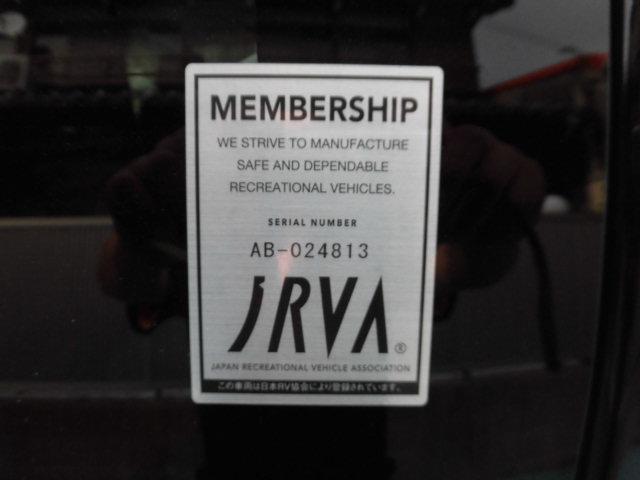 MEMBERSHIP
WE STRIVE TO MANUFACTURE
SAFE AND DEPENDABLE
RECREATIONAL VEHICLES.
SERIAL NUMBER
AB-024813
JRVA®
JAPAN RECREATIONAL VEHICLE ASSOCIATION
この車両は日本RV協会により登録されています。